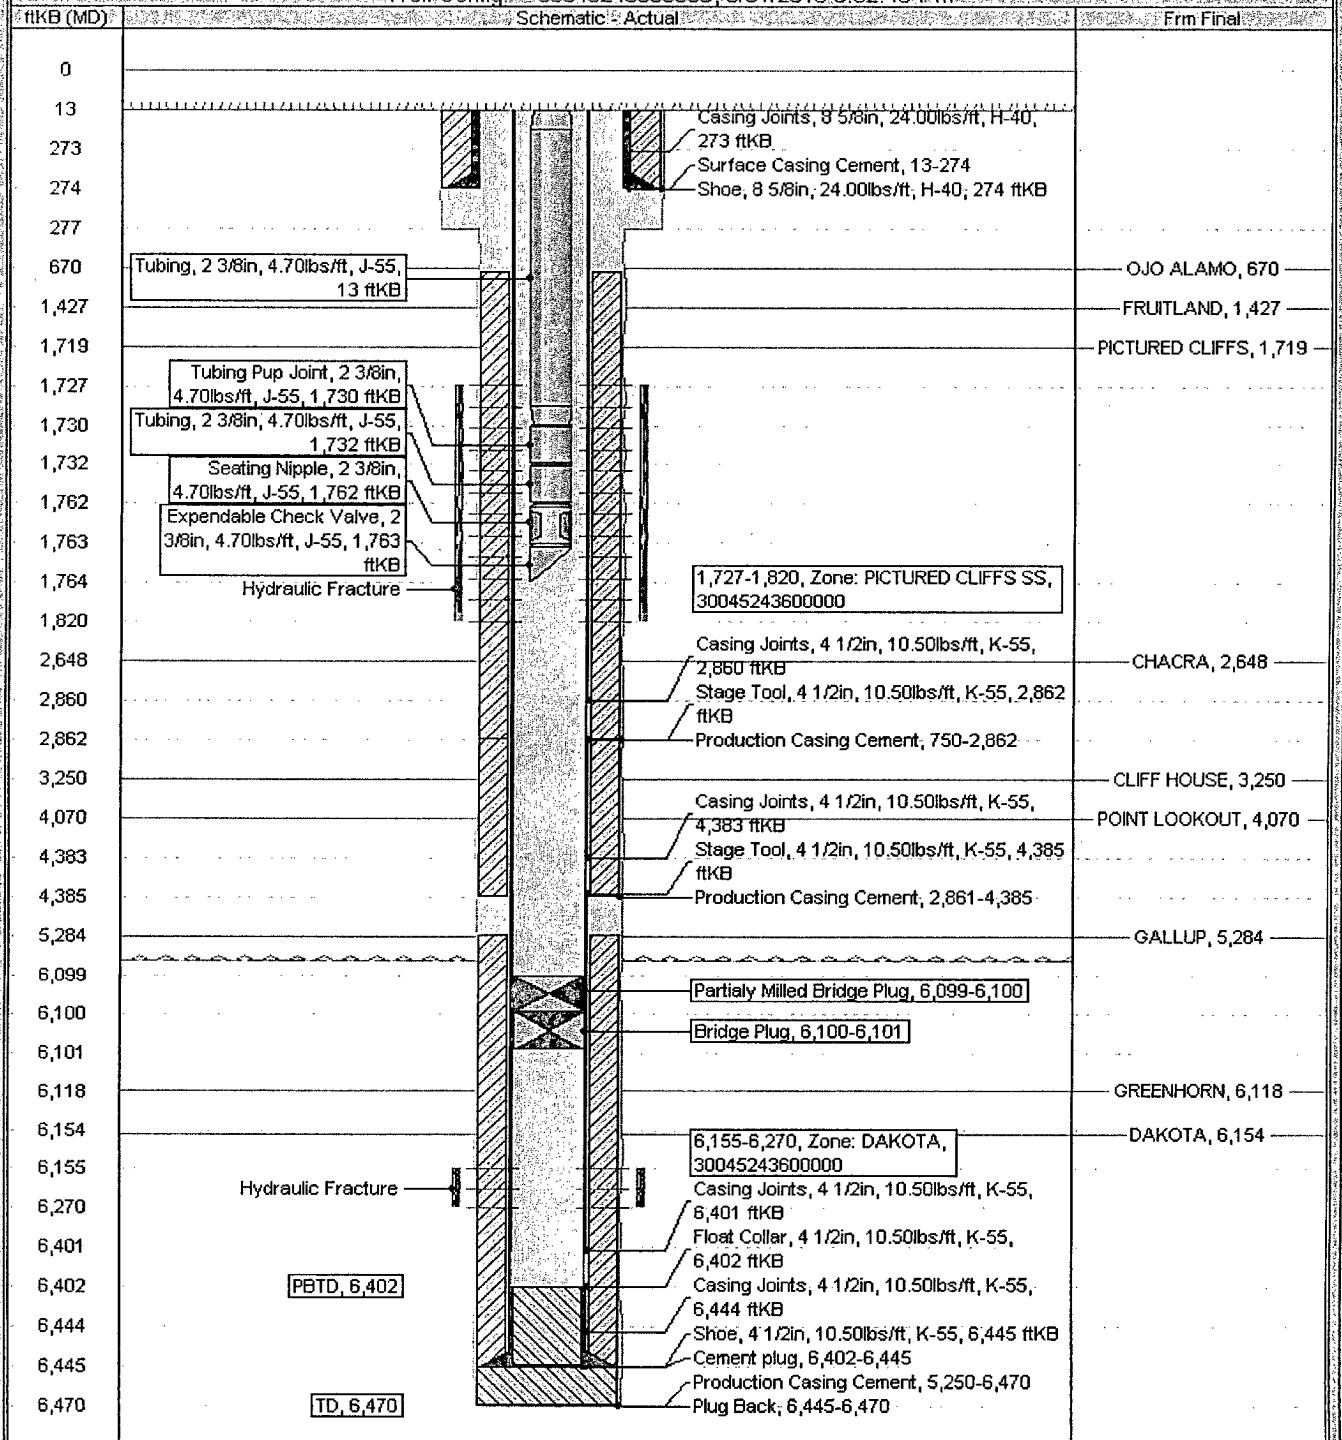 ftKB (MD)
Schematic - Actual
Frm Final
0
13
273
274
277
670
1,427
1,719
1,727
1,730
1,732
1,762
1,763
1,764
1,820
2,648
2,860
2,862
3,250
4,070
4,383
4,385
5,284
6,099
6,100
6,101
6,118
6,154
6,155
6,270
6,401
6,402
6,444
6,445
6,470
Tubing, 2 3/8in, 4.70lbs/ft, J-55,
13 ftKB
Tubing Pup Joint, 2 3/8in,
4.70lbs/ft, J-55, 1,730 ftKB
Tubing, 2 3/8in, 4.70lbs/ft, J-55,
1,732 ftKB
Seating Nipple, 2 3/8in,
4.70lbs/ft, J-55, 1,762 ftKB
Expendable Check Valve, 2
3/8in, 4.70lbs/ft, J-55, 1,763
ftKB
Hydraulic Fracture
Hydraulic Fracture
PBTD, 6,402
TD, 6,470
Casing Joints, 8 5/8in, 24.00lbs/ft, H-40,
273 ftKB
Surface Casing Cement, 13-274
Shoe, 8 5/8in, 24.00lbs/ft, H-40, 274 ftKB
1,727-1,820, Zone: PICTURED CLIFFS SS,
30045243600000
Casing Joints, 4 1/2in, 10.50lbs/ft, K-55,
2,860 ftKB
Stage Tool, 4 1/2in, 10.50lbs/ft, K-55, 2,862
ftKB
Production Casing Cement, 750-2,862
Casing Joints, 4 1/2in, 10.50lbs/ft, K-55,
4,383 ftKB
Stage Tool, 4 1/2in, 10.50lbs/ft, K-55, 4,385
ftKB
Production Casing Cement, 2,861-4,385
Partialy Milled Bridge Plug, 6,099-6,100
Bridge Plug, 6,100-6,101
6,155-6,270, Zone: DAKOTA,
30045243600000
Casing Joints, 4 1/2in, 10.50lbs/ft, K-55,
6,401 ftKB
Float Collar, 4 1/2in, 10.50lbs/ft, K-55,
6,402 ftKB
Casing Joints, 4 1/2in, 10.50lbs/ft, K-55,
6,444 ftKB
Shoe, 4 1/2in, 10.50lbs/ft, K-55, 6,445 ftKB
Cement plug, 6,402-6,445
Production Casing Cement, 5,250-6,470
Plug Back, 6,445-6,470
OJO ALAMO, 670
FRUITLAND, 1,427
PICTURED CLIFFS, 1,719
CHACRA, 2,648
CLIFF HOUSE, 3,250
POINT LOOKOUT, 4,070
GALLUP, 5,284
GREENHORN, 6,118
DAKOTA, 6,154